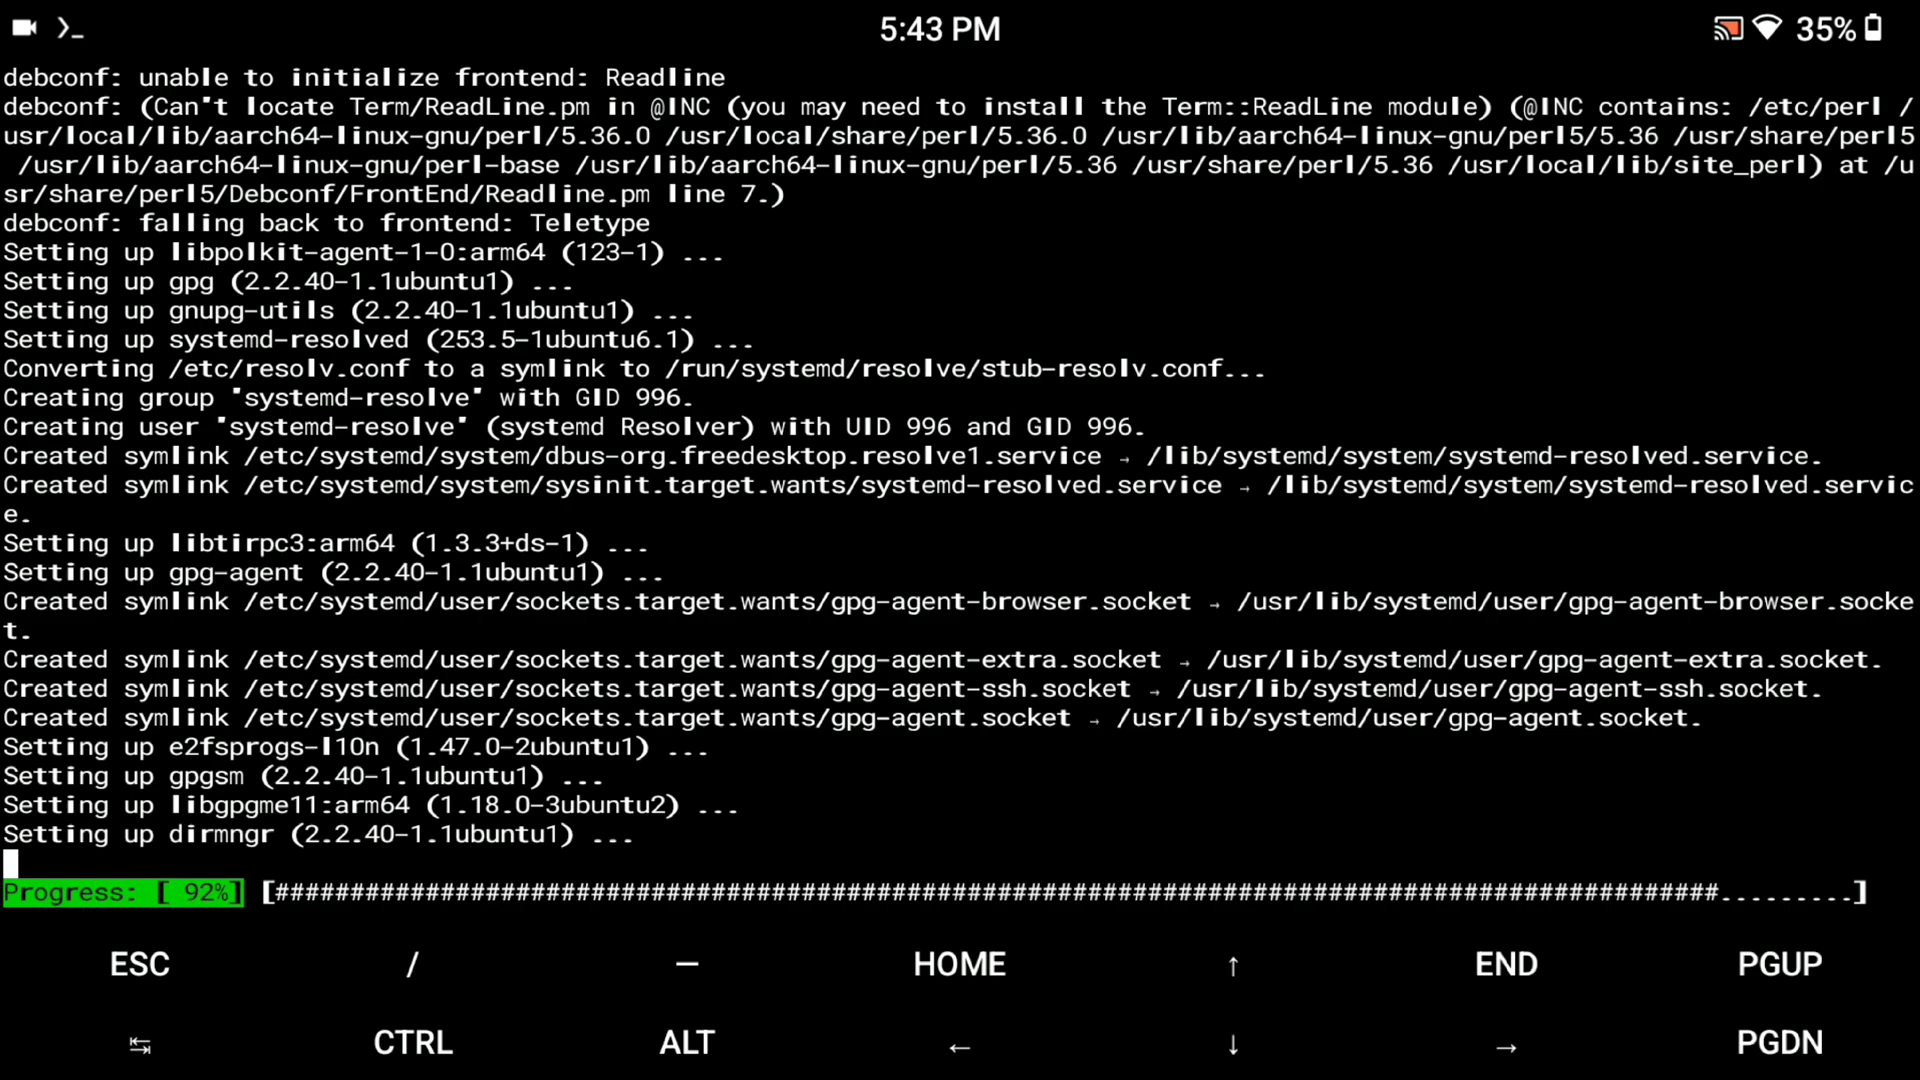 5:43 PM
35%
debconf: unable to initialize frontend: Readline
debconf: (Can't locate Term/ReadLine.pm in @INC (you may need to install the Term::ReadLine module) (@INC contains: /etc/perl /
usr/local/lib/aarch64-linux-gnu/perl/5.36.0 /usr/local/share/perl/5.36.0 /usr/lib/aarch64-linux-gnu/perl5/5.36 /usr/share/perl5
/usr/lib/aarch64-linux-gnu/perl-base /usr/lib/aarch64-linux-gnu/perl/5.36 /usr/share/perl/5.36 /usr/local/lib/site_perl) at /u
sr/share/perl5/Debconf/FrontEnd/Readline.pm line 7.)
debconf: falling back to frontend: Teletype
Setting up libpolkit-agent-1-0:arm64 (123-1) ...
Setting up gpg (2.2.40-1.1ubuntu1) ...
Setting up gnupg-utils (2.2.40-1.1ubuntu1) ...
Setting up systemd-resolved (253.5-1ubuntu6.1) ...
Converting /etc/resolv.conf to a symlink to /run/systemd/resolve/stub-resolv.conf...
Creating group 'systemd-resolve' with GID 996.
Creating user 'systemd-resolve' (systemd Resolver) with UID 996 and GID 996.
Created symlink /etc/systemd/system/dbus-org.freedesktop.resolve1.service → /lib/systemd/system/systemd-resolved.service.
Created symlink /etc/systemd/system/sysinit.target.wants/systemd-resolved.service → /lib/systemd/system/systemd-resolved.servic
e.
Setting up libtirpc3:arm64 (1.3.3+ds-1) ...
Setting up gpg-agent (2.2.40-1.1ubuntu1) ...
Created symlink /etc/systemd/user/sockets.target.wants/gpg-agent-browser.socket → /usr/lib/systemd/user/gpg-agent-browser.socke
t.
Created symlink /etc/systemd/user/sockets.target.wants/gpg-agent-extra.socket → /usr/lib/systemd/user/gpg-agent-extra.socket.
Created symlink /etc/systemd/user/sockets.target.wants/gpg-agent-ssh.socket → /usr/lib/systemd/user/gpg-agent-ssh.socket.
Created symlink /etc/systemd/user/sockets.target.wants/gpg-agent.socket → /usr/lib/systemd/user/gpg-agent.socket.
Setting up e2fsprogs-l10n (1.47.0-2ubuntu1) ...
Setting up gpgsm (2.2.40-1.1ubuntu1) ...
Setting up libgpgme11:arm64 (1.18.0-3ubuntu2) ...
Setting up dirmngr (2.2.40-1.1ubuntu1) ...
Progress: [ 92%] [################################################################################################.........]
ESC / — HOME ↑ END PGUP
↹ CTRL ALT ← ↓ → PGDN